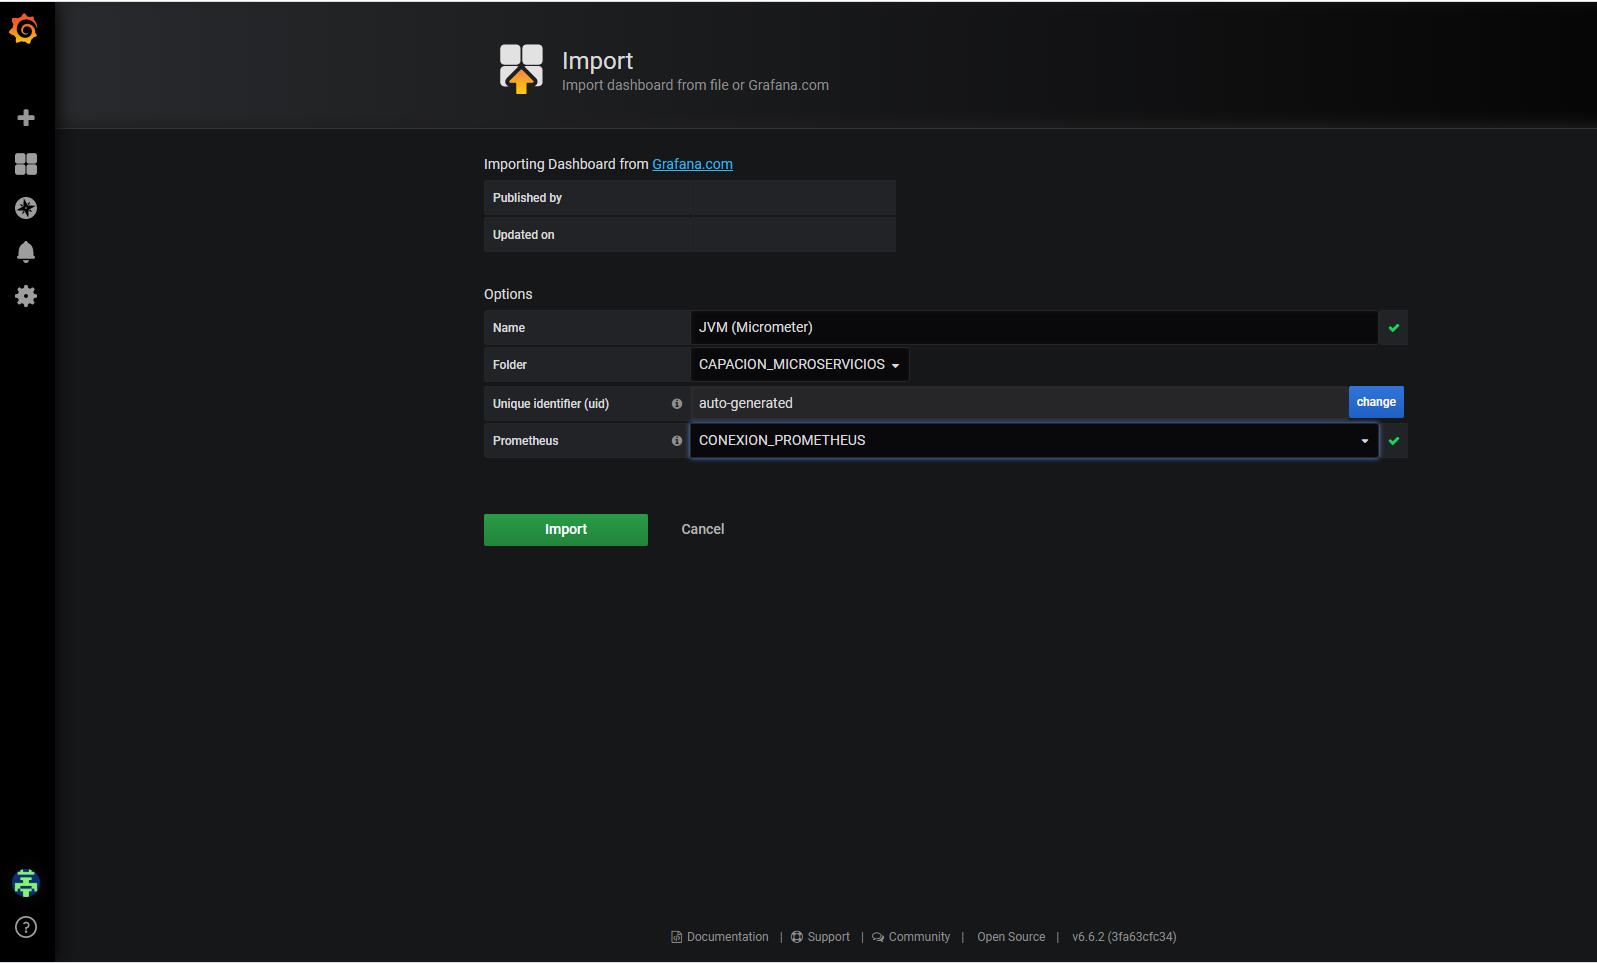 Import
Import dashboard from file or Grafana.com
Importing Dashboard from Grafana.com
Published by
Updated on
Options
Name JVM (Micrometer)
Folder CAPACION_MICROSERVICIOS
Unique identifier (uid) auto-generated change
Prometheus CONEXION_PROMETHEUS
Import Cancel
Documentation | Support | Community | Open Source | v6.6.2 (3fa63cfc34)